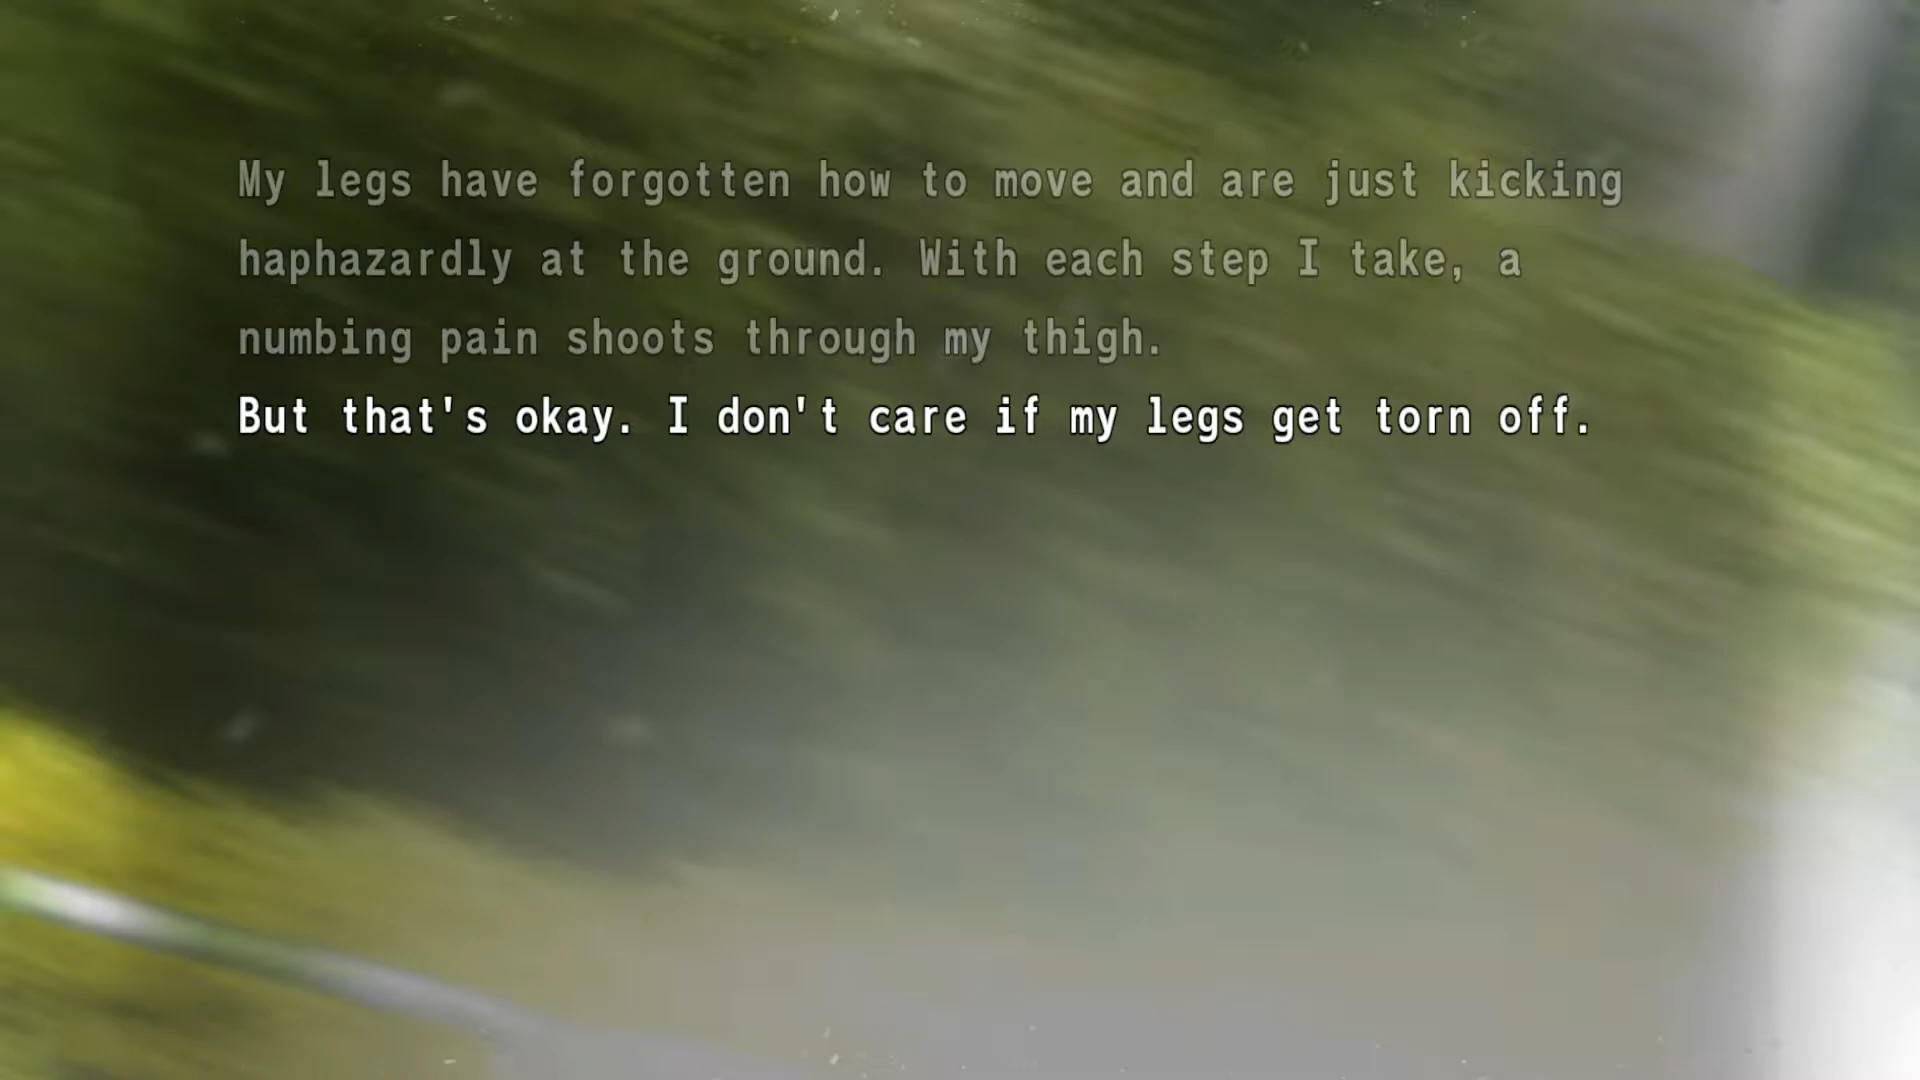 My legs have forgotten how to move and are just kicking
haphazardly at the ground. With each step I take, a
numbing pain shoots through my thigh.
But that's okay. I don't care if my legs get torn off.